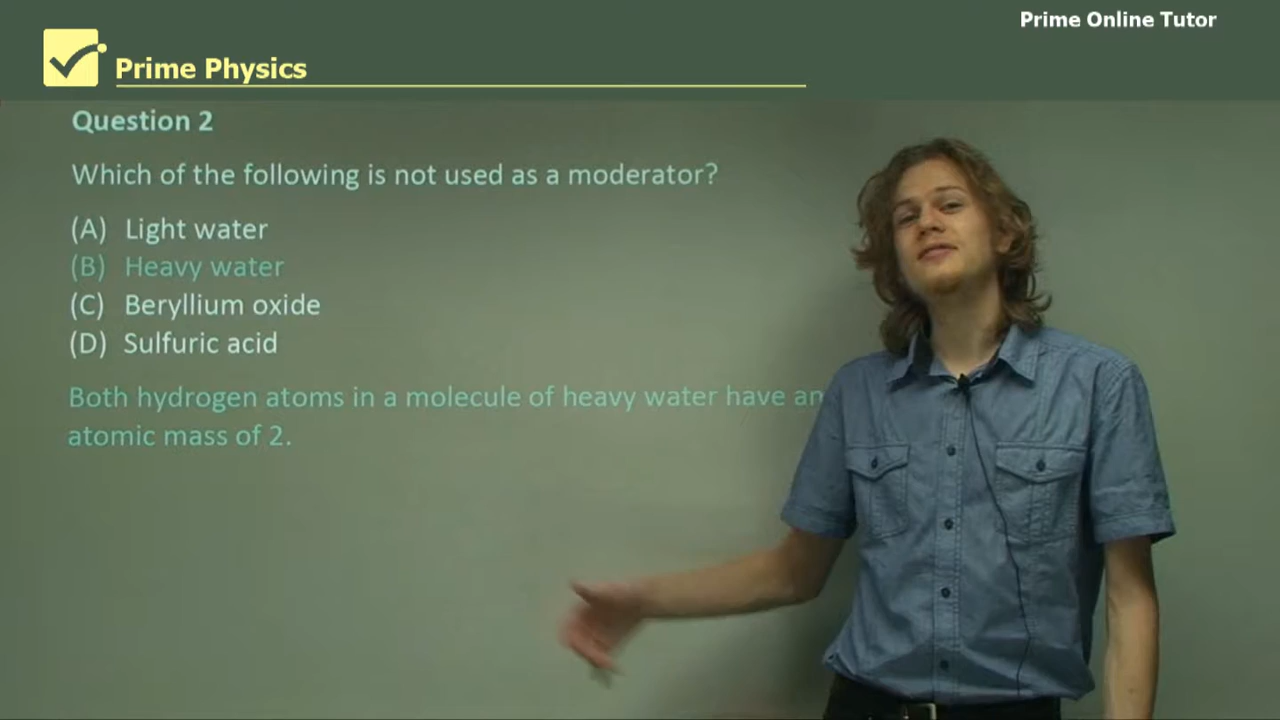 Prime Online Tutor
Prime Physics
Question 2
Which of the following is not used as a moderator?
(A) Light water
(B) Heavy water
(C) Beryllium oxide
(D) Sulfuric acid
Both hydrogen atoms in a molecule of heavy water have an
atomic mass of 2.